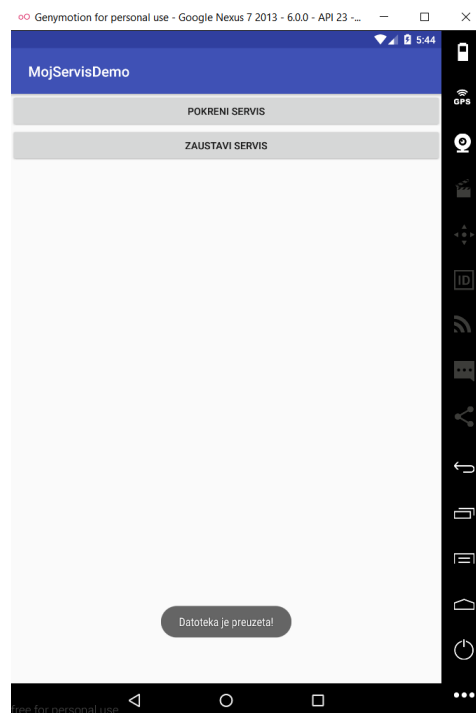 Genymotion for personal use - Google Nexus 7 2013 - 6.0.0 - API 23 -...
5:44
MojServisDemo
GPS
POKRENI SERVIS
ZAUSTAVI SERVIS
ID
Datoteka je preuzeta!
free for personal use